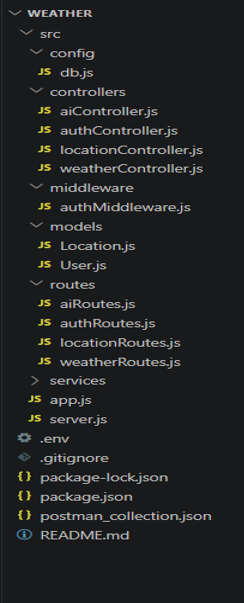 WEATHER
src
config
JS db.js
controllers
JS aiController.js
JS authController.js
JS locationController.js
JS weatherController.js
middleware
JS authMiddleware.js
models
JS Location.js
JS User.js
routes
JS aiRoutes.js
JS authRoutes.js
JS locationRoutes.js
JS weatherRoutes.js
services
JS app.js
JS server.js
.env
.gitignore
{} package-lock.json
{} package.json
{} postman_collection.json
README.md